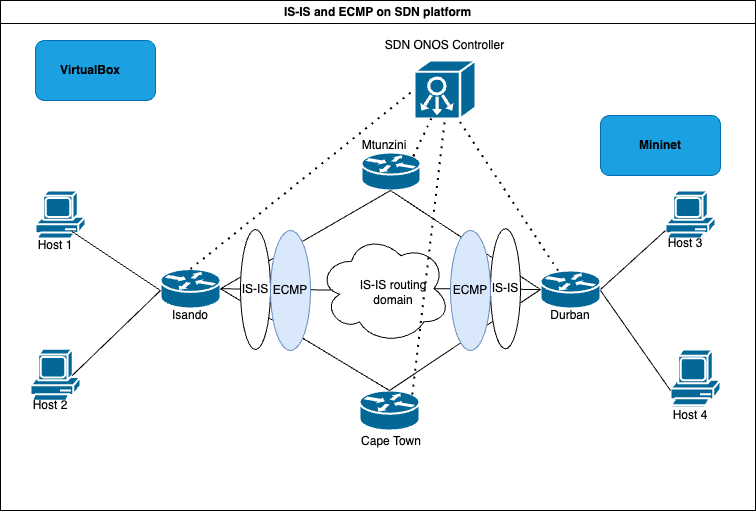 IS-IS and ECMP on SDN platform
SDN ONOS Controller
VirtualBox
Mtunzini
Mininet
Host 1
Host 3
IS-IS
ECMP
IS-IS routing
domain
ECMP
IS-IS
Isando
Durban
Host 2
Host 4
Cape Town